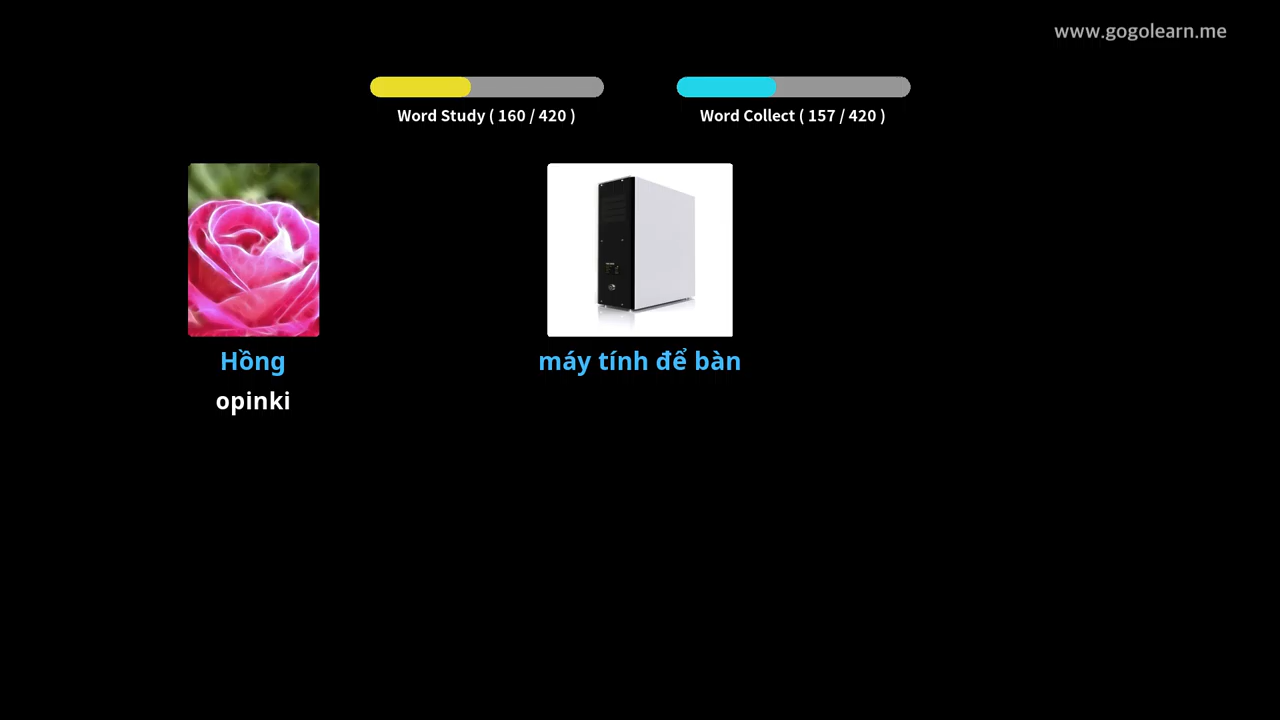 www.gogolearn.me
Word Study ( 160 / 420 )
Word Collect ( 157 / 420 )
Hồng
máy tính để bàn
opinki